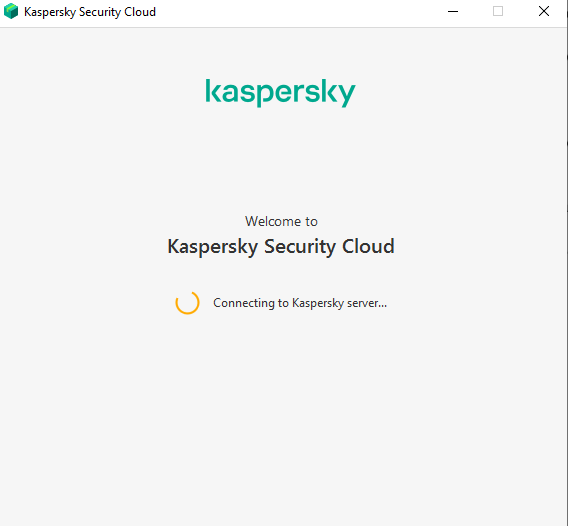 Kaspersky Security Cloud
kaspersky
Welcome to
Kaspersky Security Cloud
Connecting to Kaspersky server...